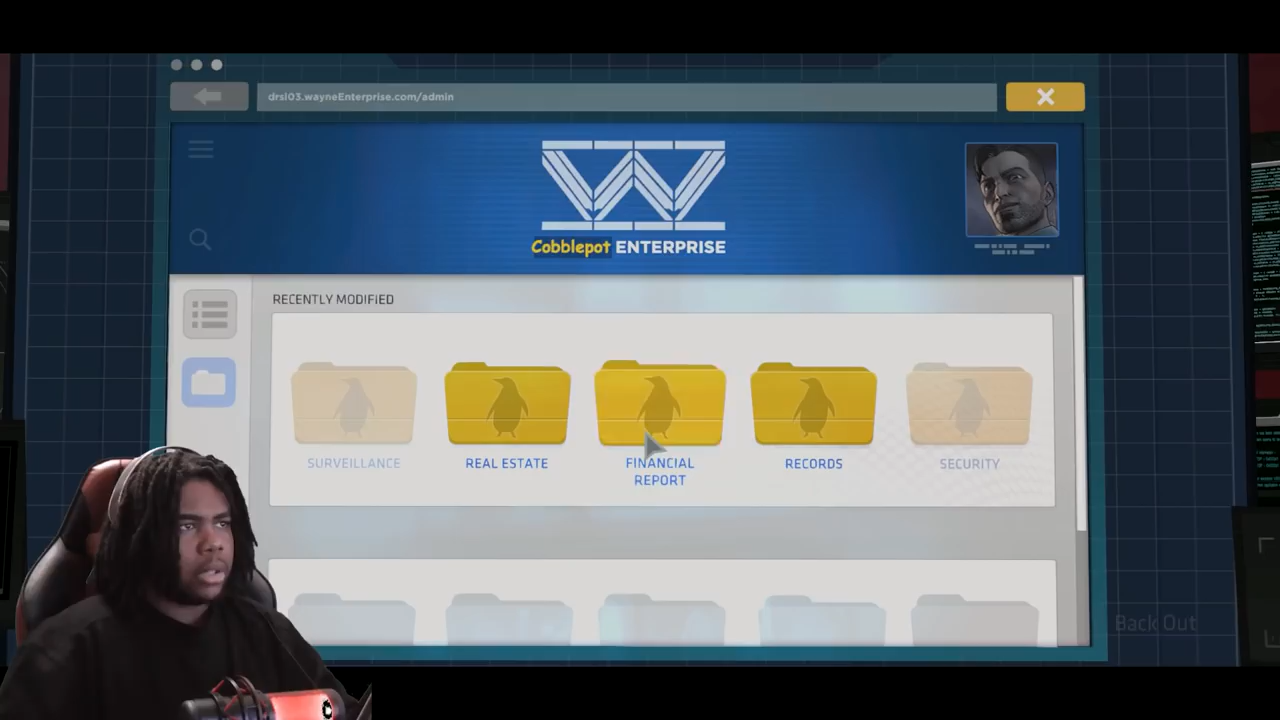 drsl03.wayneEnterprise.com/admin
Cobblepot ENTERPRISE
RECENTLY MODIFIED
SURVEILLANCE
REAL ESTATE
FINANCIAL
REPORT
RECORDS
SECURITY
Back Out